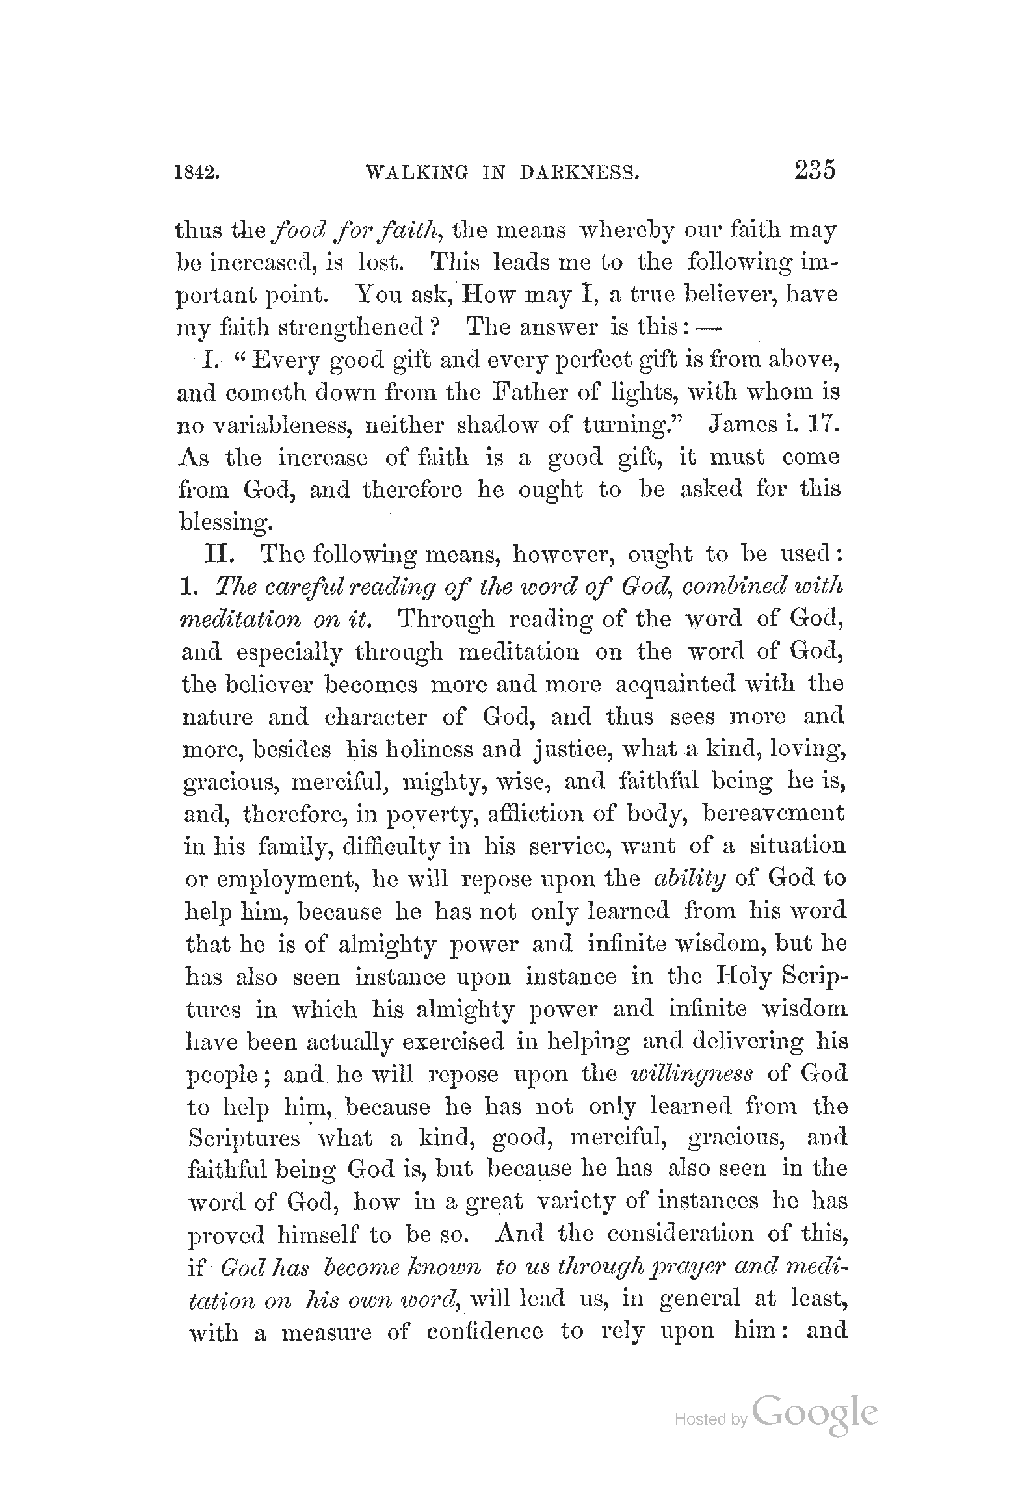 1842. WALKING IN DARKNESS. 235
thus the food for faith, the means whereby our faith may
be increased, is lost. This leads me to the following im-
portant point. You ask, How may I, a true believer, have
my faith strengthened? The answer is this: —
I. “Every good gift and every perfect gift is from above,
and cometh down from the Father of lights, with whom is
no variableness, neither shadow of turning.” James i. 17.
As the increase of faith is a good gift, it must come
from God, and therefore he ought to be asked for this
blessing.
II. The following means, however, ought to be used:
1. The careful reading of the word of God, combined with
meditation on it. Through reading of the word of God,
and especially through meditation on the word of God,
the believer becomes more and more acquainted with the
nature and character of God, and thus sees more and
more, besides his holiness and justice, what a kind, loving,
gracious, merciful, mighty, wise, and faithful being he is,
and, therefore, in poverty, affliction of body, bereavement
in his family, difficulty in his service, want of a situation
or employment, he will repose upon the ability of God to
help him, because he has not only learned from his word
that he is of almighty power and infinite wisdom, but he
has also seen instance upon instance in the Holy Scrip-
tures in which his almighty power and infinite wisdom
have been actually exercised in helping and delivering his
people; and he will repose upon the willingness of God
to help him, because he has not only learned from the
Scriptures what a kind, good, merciful, gracious, and
faithful being God is, but because he has also seen in the
word of God, how in a great variety of instances he has
proved himself to be so. And the consideration of this,
if God has become known to us through prayer and medi-
tation on his own word, will lead us, in general at least,
with a measure of confidence to rely upon him: and
Hosted by Google